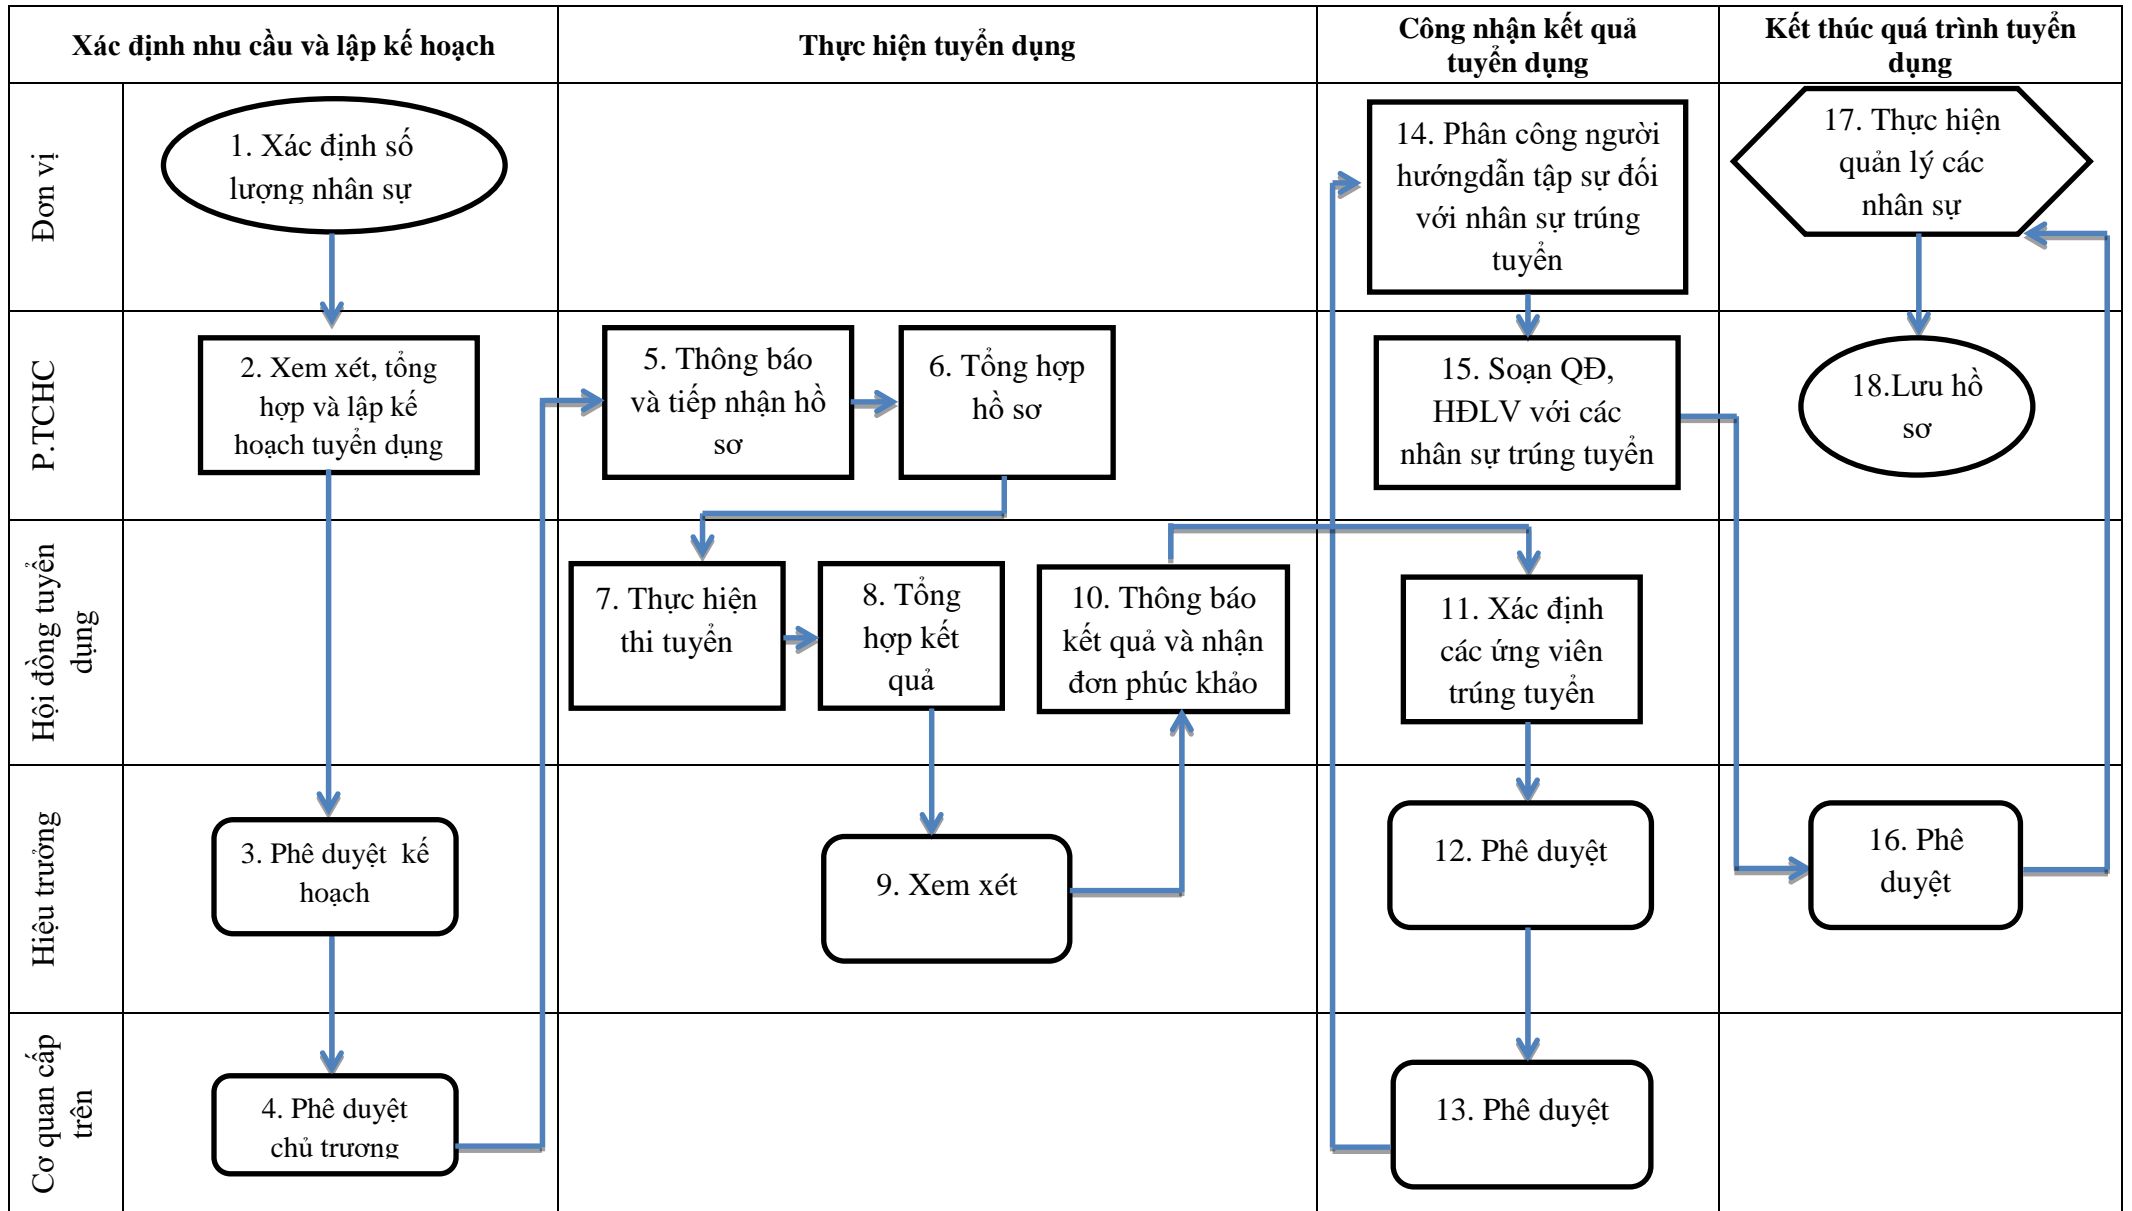 Xác định nhu cầu và lập kế hoạch
Thực hiện tuyển dụng
Công nhận kết quả
tuyển dụng
Kết thúc quá trình tuyển
dụng
Đơn vị
1. Xác định số
lượng nhân sự
14. Phân công người
hướngdẫn tập sự đối
với nhân sự trúng
tuyển
17. Thực hiện
quản lý các
nhân sự
P.TCHC
2. Xem xét, tổng
hợp và lập kế
hoạch tuyển dụng
5. Thông báo
và tiếp nhận hồ
sơ
6. Tổng hợp
hồ sơ
15. Soạn QĐ,
HĐLV với các
nhân sự trúng tuyển
18.Lưu hồ
sơ
Hội đồng tuyển
dụng
7. Thực hiện
thi tuyển
8. Tổng
hợp kết
quả
10. Thông báo
kết quả và nhận
đơn phúc khảo
11. Xác định
các ứng viên
trúng tuyển
Hiệu trưởng
3. Phê duyệt  kế
hoạch
9. Xem xét
12. Phê duyệt
16. Phê
duyệt
Cơ quan cấp
trên
4. Phê duyệt
chủ trương
13. Phê duyệt